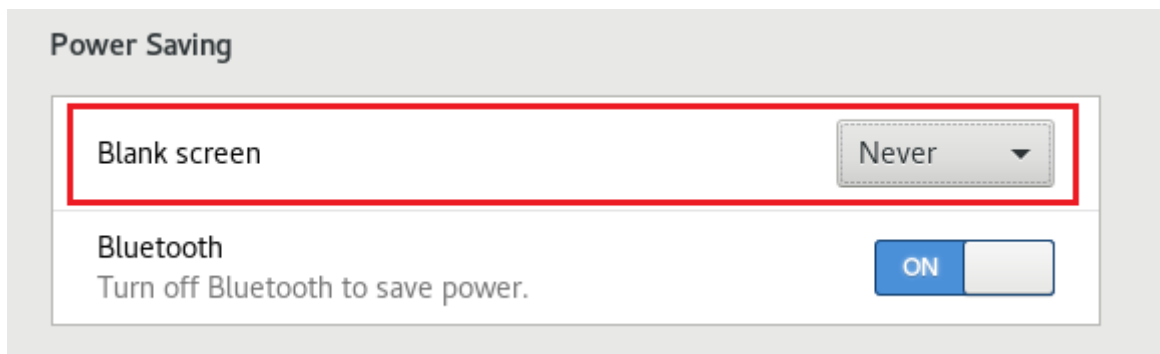 Power Saving
Blank screen
Never
Bluetooth
ON
Turn off Bluetooth to save power.